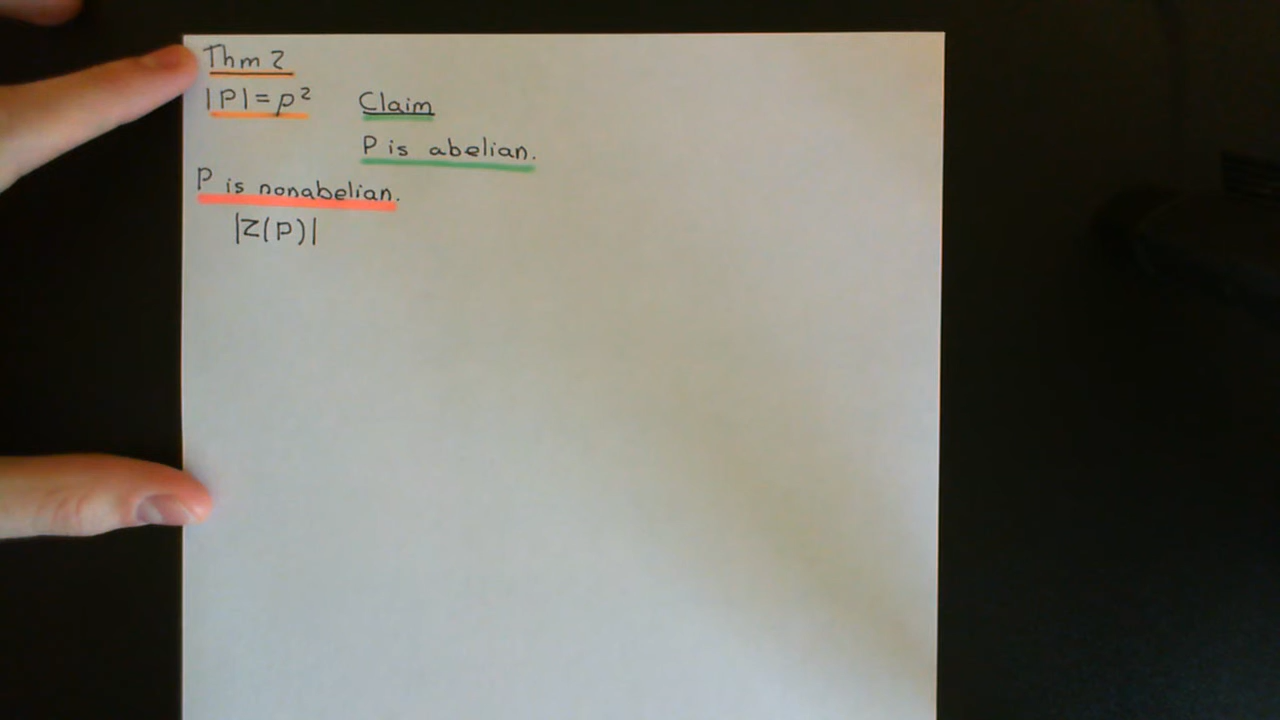 Thm 2
|P| = p² Claim
P is abelian.
P is nonabelian.
|Z(P)|